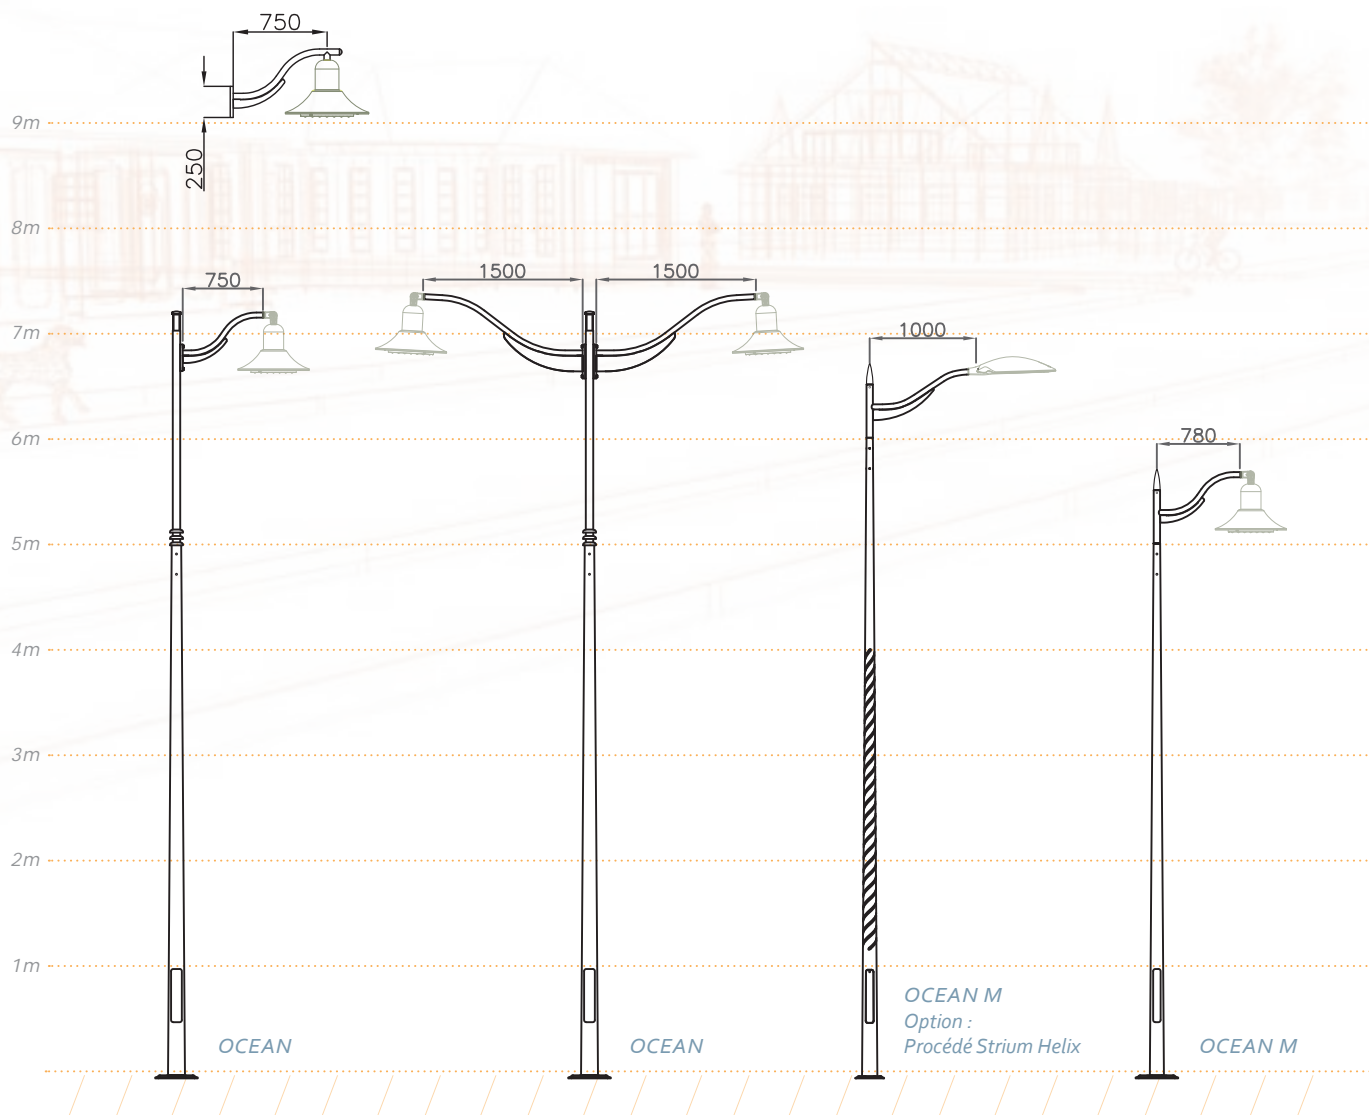 750
9m
250
8m
750
1500
1500
7m
1000
6m
780
5m
4m
3m
2m
1m
OCEAN
OCEAN
OCEAN M
Option :
Procédé Strium Helix
OCEAN M